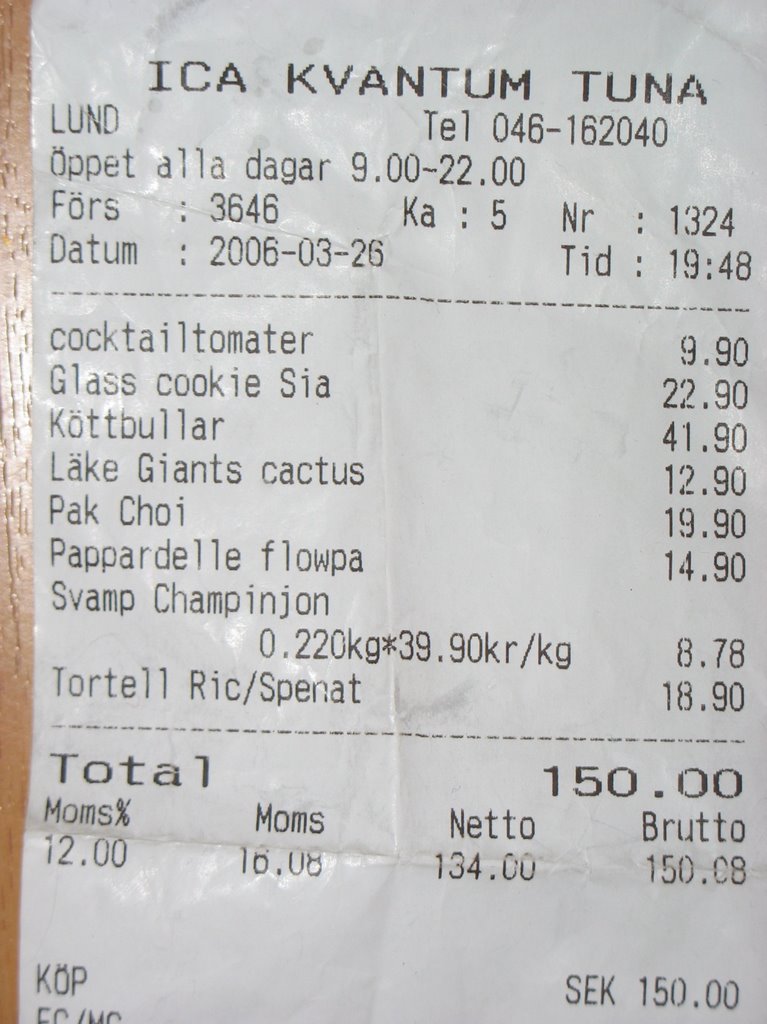 ICA KVANTUM TUNA
LUND Tel 046-162040
Öppet alla dagar 9.00-22.00
Förs : 3646 Ka : 5 Nr : 1324
Datum : 2006-03-26 Tid : 19:48
cocktailtomater 9.90
Glass cookie Sia 22.90
Köttbullar 41.90
Läke Giants cactus 12.90
Pak Choi 19.90
Pappardelle flowpa 14.90
Svamp Champinjon
0.220kg*39.90kr/kg 8.78
Tortell Ric/Spenat 18.90
Total 150.00
Moms% Moms Netto Brutto
12.00 16.08 134.00 150.08
KÖP SEK 150.00
EC/MC